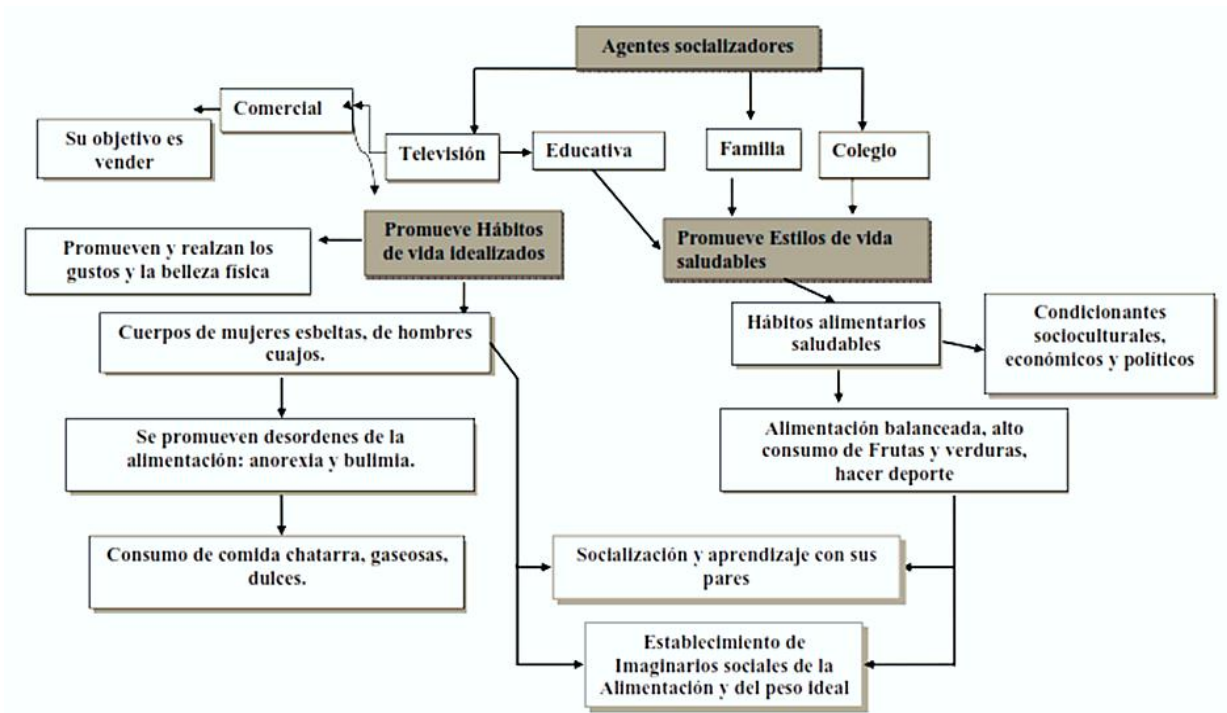 Agentes socializadores
Comercial
Su objetivo es
vender
Televisión
Educativa
Familia
Colegio
Promueve Hábitos
de vida idealizados
Promueve Estilos de vida
saludables
Promueven y realzan los
gustos y la belleza física
Cuerpos de mujeres esbeltas, de hombres
cuajos.
Hábitos alimentarios
saludables
Condicionantes
socioculturales,
económicos y políticos
Se promueven desordenes de la
alimentación: anorexia y bulimia.
Alimentación balanceada, alto
consumo de Frutas y verduras,
hacer deporte
Consumo de comida chatarra, gaseosas,
dulces.
Socialización y aprendizaje con sus
pares
Establecimiento de
Imaginarios sociales de la
Alimentación y del peso ideal